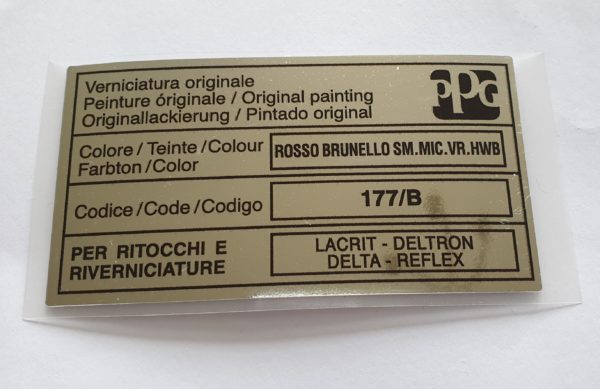 Verniciatura originale
Peinture óriginale / Original painting
Originallackierung / Pintado original
PPG
Colore / Teinte / Colour
Farbton / Color
ROSSO BRUNELLO SM.MIC.VR.HWB
Codice / Code / Codigo
177/B
PER RITOCCHI E
RIVERNICIATURE
LACRIT - DELTRON
DELTA - REFLEX